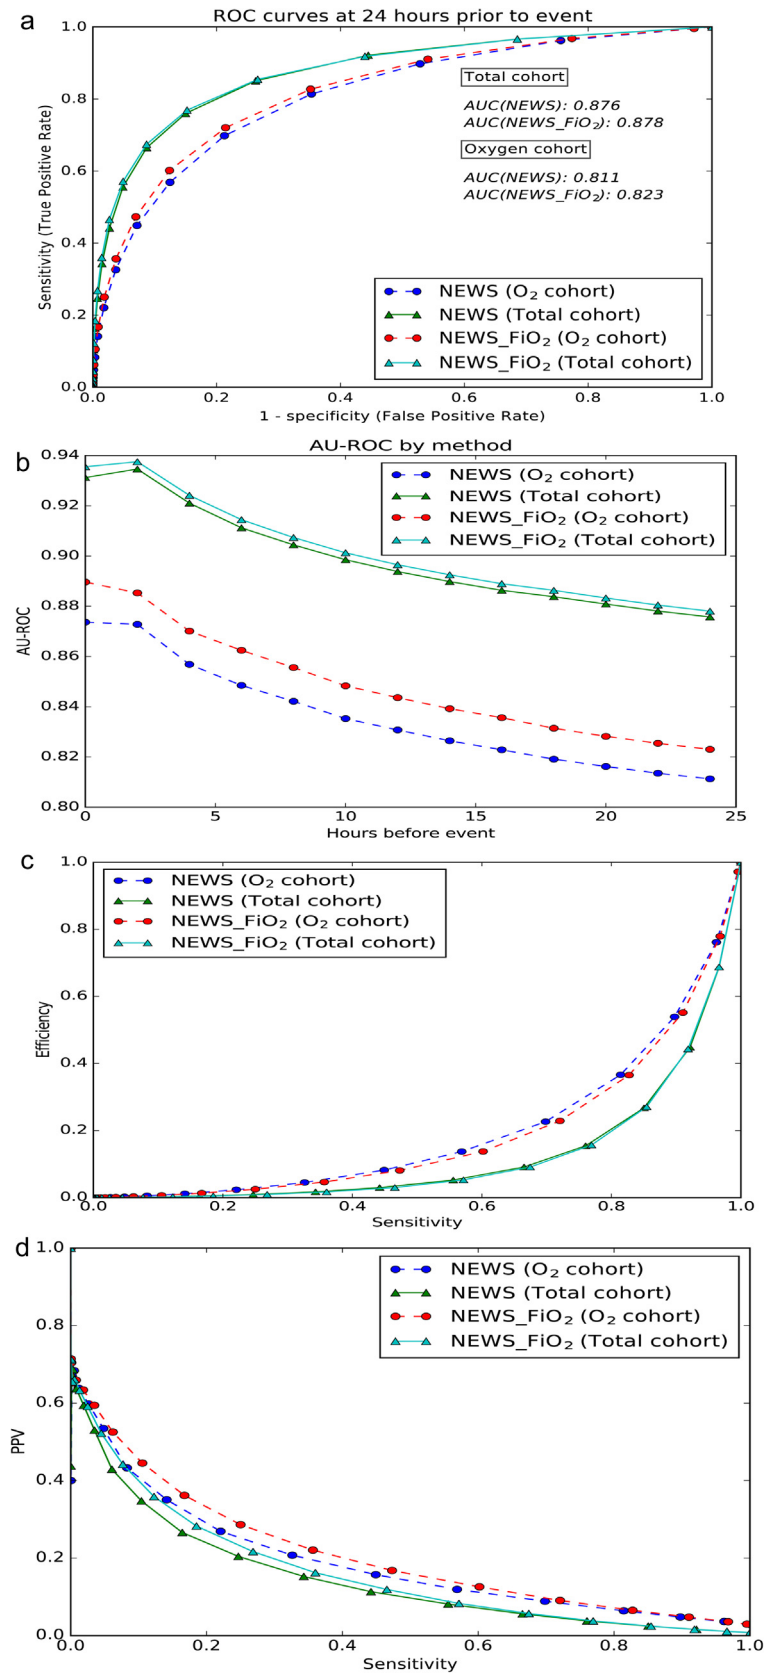 a
ROC curves at 24 hours prior to event
1.0
0.8
0.6
0.4
0.2
0.0
Sensitivity (True Positive Rate)
Total cohort
AUC(NEWS): 0.876
AUC(NEWS_FiO₂): 0.878
Oxygen cohort
AUC(NEWS): 0.811
AUC(NEWS_FiO₂): 0.823
NEWS (O₂ cohort)
NEWS (Total cohort)
NEWS_FiO₂ (O₂ cohort)
NEWS_FiO₂ (Total cohort)
0.0 0.2 0.4 0.6 0.8 1.0
1 - specificity (False Positive Rate)
b
AU-ROC by method
0.94
0.92
0.90
0.88
0.86
0.84
0.82
0.80
AU-ROC
NEWS (O₂ cohort)
NEWS (Total cohort)
NEWS_FiO₂ (O₂ cohort)
NEWS_FiO₂ (Total cohort)
0 5 10 15 20 25
Hours before event
c
1.0
0.8
0.6
0.4
0.2
0.0
Efficiency
NEWS (O₂ cohort)
NEWS (Total cohort)
NEWS_FiO₂ (O₂ cohort)
NEWS_FiO₂ (Total cohort)
0.0 0.2 0.4 0.6 0.8 1.0
Sensitivity
d
1.0
0.8
0.6
0.4
0.2
0.0
PPV
NEWS (O₂ cohort)
NEWS (Total cohort)
NEWS_FiO₂ (O₂ cohort)
NEWS_FiO₂ (Total cohort)
0.0 0.2 0.4 0.6 0.8 1.0
Sensitivity